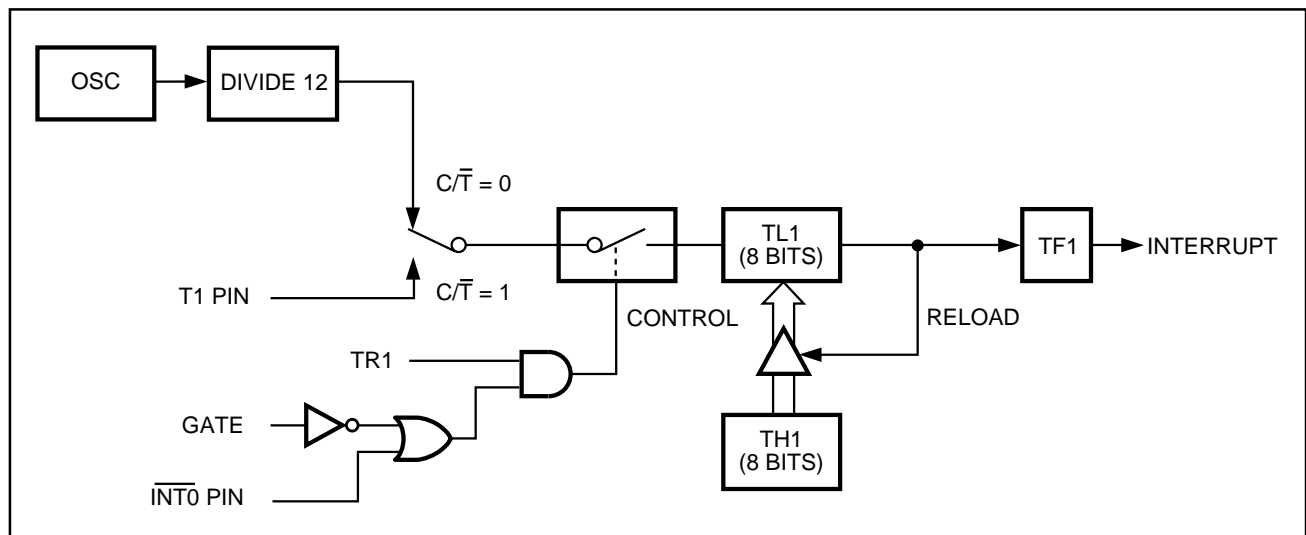 OSC
DIVIDE 12
C/T̅ = 0
TL1
(8 BITS)
TF1
INTERRUPT
T1 PIN
C/T̅ = 1
CONTROL
RELOAD
TR1
GATE
TH1
(8 BITS)
I̅N̅T̅0̅ PIN